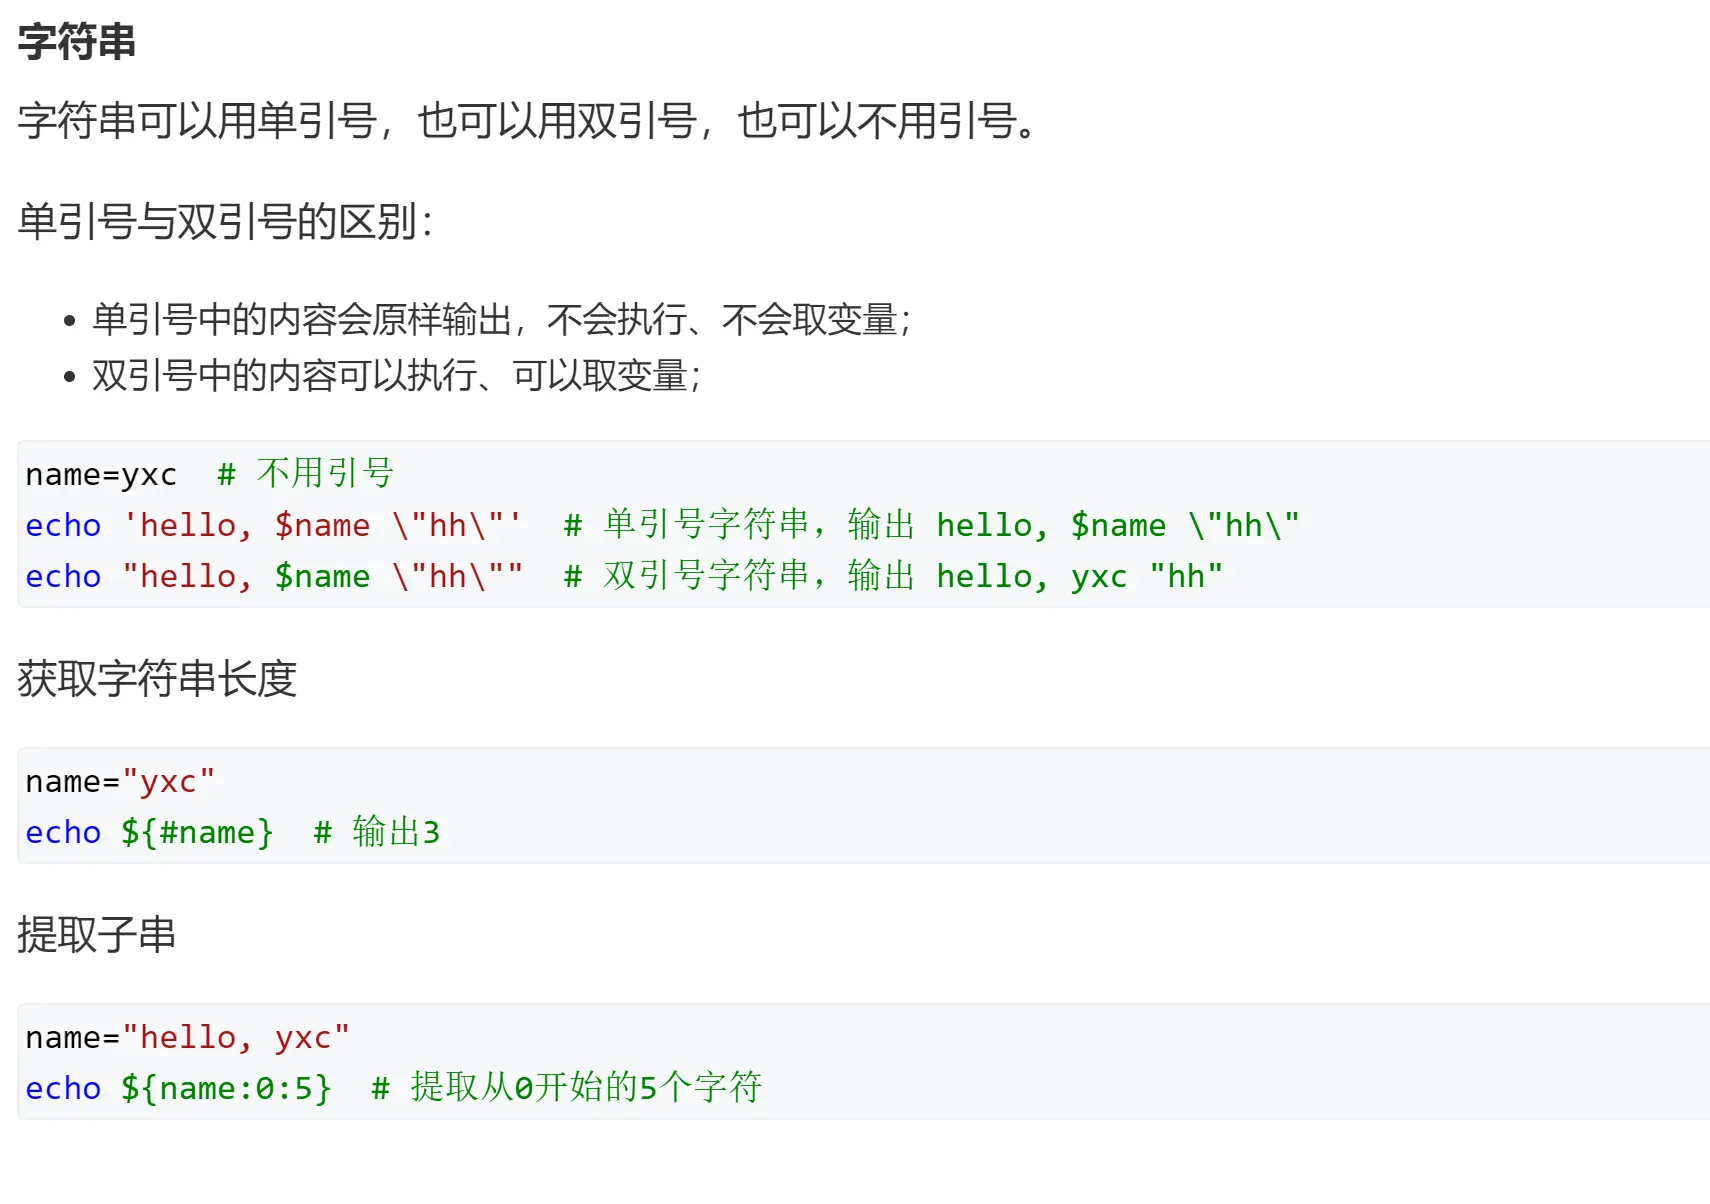 字符串
字符串可以用单引号，也可以用双引号，也可以不用引号。
单引号与双引号的区别：
• 单引号中的内容会原样输出，不会执行、不会取变量；
• 双引号中的内容可以执行、可以取变量；
name=yxc  # 不用引号
echo 'hello, $name \"hh\"'  # 单引号字符串，输出 hello, $name \"hh\"
echo "hello, $name \"hh\""  # 双引号字符串，输出 hello, yxc "hh"
获取字符串长度
name="yxc"
echo ${#name}  # 输出3
提取子串
name="hello, yxc"
echo ${name:0:5}  # 提取从0开始的5个字符